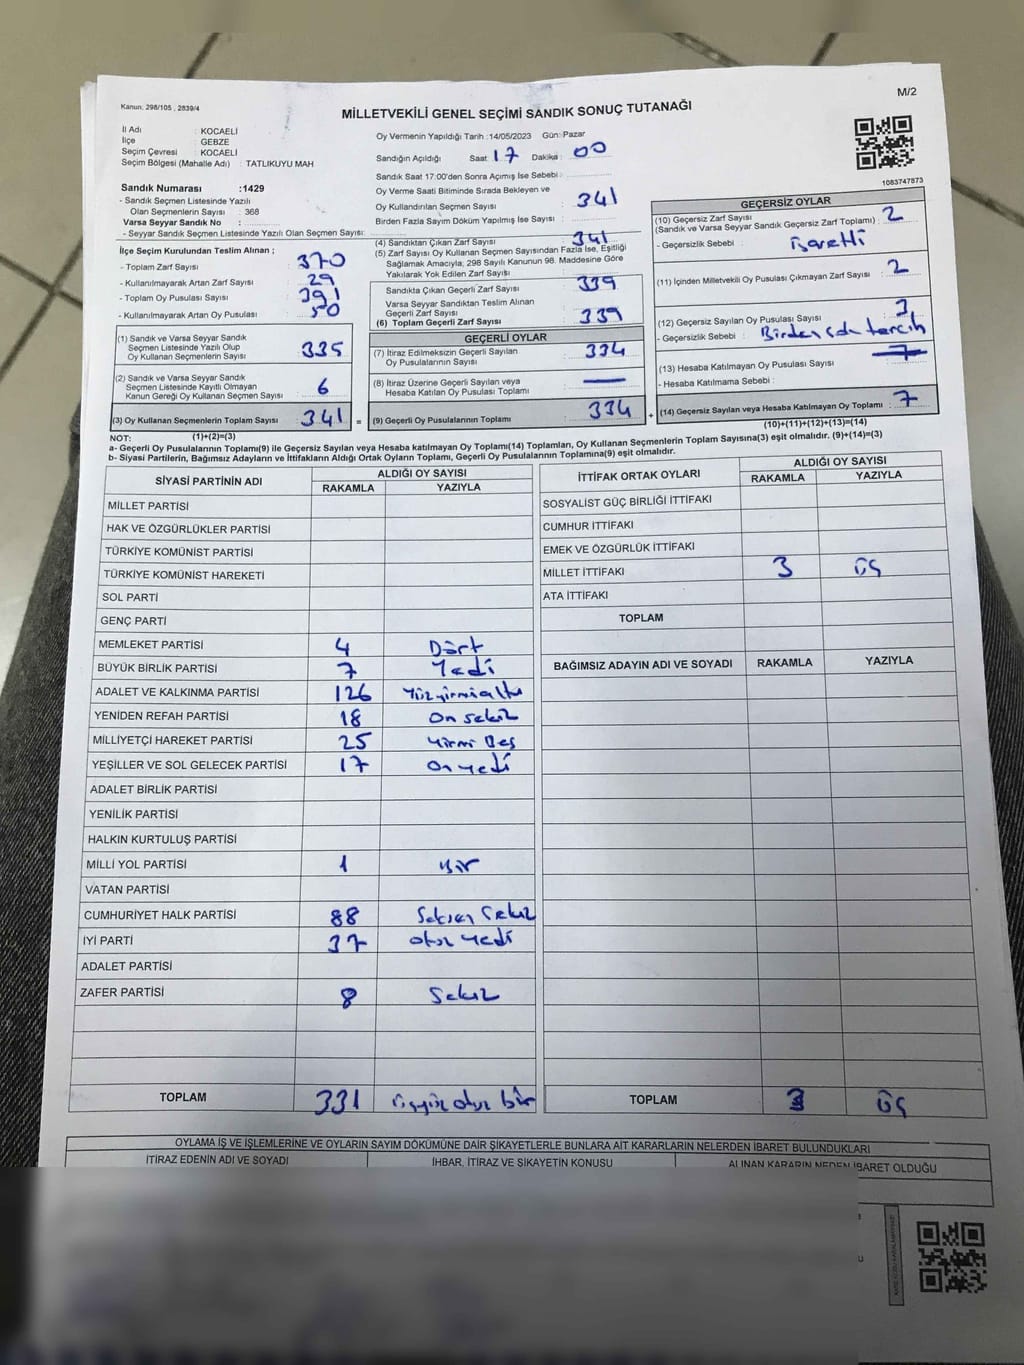 M/2
Kanun: 298/105 , 2839/4
MİLLETVEKİLİ GENEL SEÇİMİ SANDIK SONUÇ TUTANAĞI
İl Adı : KOCAELİ
İlçe : GEBZE
Seçim Çevresi : KOCAELİ
Seçim Bölgesi (Mahalle Adı) : TATLIKUYU MAH
Sandık Numarası :1429
- Sandık Seçmen Listesinde Yazılı
Olan Seçmenlerin Sayısı : 368
Varsa Seyyar Sandık No :
- Seyyar Sandık Seçmen Listesinde Yazılı Olan Seçmen Sayısı:
Oy Vermenin Yapıldığı Tarih :14/05/2023 Gün: Pazar
Sandığın Açıldığı Saat 17 Dakika : 00
Sandık Saat 17:00'den Sonra Açımış İse Sebebi :
Oy Verme Saati Bitiminde Sırada Bekleyen ve
Oy Kullandırılan Seçmen Sayısı : 341
Birden Fazla Sayım Döküm Yapılmış İse Sayısı :
1083747873
İlçe Seçim Kurulundan Teslim Alınan ;
- Toplam Zarf Sayısı : 370
- Kullanılmayarak Artan Zarf Sayısı : 29
- Toplam Oy Pusulası Sayısı : 391
- Kullanılmayarak Artan Oy Pusulası : 50
(1) Sandık ve Varsa Seyyar Sandık
Seçmen Listesinde Yazılı Olup
Oy Kullanan Seçmenlerin Sayısı : 335
(2) Sandık ve Varsa Seyyar Sandık
Seçmen Listesinde Kayıtlı Olmayan
Kanun Gereği Oy Kullanan Seçmen Sayısı : 6
(3) Oy Kullanan Seçmenlerin Toplam Sayısı : 341 =
(4) Sandıktan Çıkan Zarf Sayısı : 341
(5) Zarf Sayısı Oy Kullanan Seçmen Sayısından Fazla İse, Eşitliği
Sağlamak Amacıyla, 298 Sayılı Kanunun 98. Maddesine Göre
Yakılarak Yok Edilen Zarf Sayısı :
Sandıkta Çıkan Geçerli Zarf Sayısı : 339
Varsa Seyyar Sandıktan Teslim Alınan
Geçerli Zarf Sayısı :
(6) Toplam Geçerli Zarf Sayısı : 339
GEÇERLİ OYLAR
(7) İtiraz Edilmeksizin Geçerli Sayılan
Oy Pusulalarının Sayısı : 334
(8) İtiraz Üzerine Geçerli Sayılan veya
Hesaba Katılan Oy Pusulası Toplamı :
(9) Geçerli Oy Pusulalarının Toplamı : 334 +
GEÇERSİZ OYLAR
(10) Geçersiz Zarf Sayısı
(Sandık ve Varsa Seyyar Sandık Geçersiz Zarf Toplamı) : 2
- Geçersizlik Sebebi : işaretli
(11) İçinden Milletvekili Oy Pusulası Çıkmayan Zarf Sayısı : 2
(12) Geçersiz Sayılan Oy Pusulası Sayısı : 3
- Geçersizlik Sebebi : Birden çok tercih
(13) Hesaba Katılmayan Oy Pusulası Sayısı :
- Hesaba Katılmama Sebebi :
(14) Geçersiz Sayılan veya Hesaba Katılmayan Oy Toplamı : 7
NOT: (1)+(2)=(3) (10)+(11)+(12)+(13)=(14)
a- Geçerli Oy Pusulalarının Toplamı(9) ile Geçersiz Sayılan veya Hesaba katılmayan Oy Toplamı(14) Toplamları, Oy Kullanan Seçmenlerin Toplam Sayısına(3) eşit olmalıdır. (9)+(14)=(3)
b- Siyasi Partilerin, Bağımsız Adayların ve İttifakların Aldığı Ortak Oyların Toplamı, Geçerli Oy Pusulalarının Toplamına(9) eşit olmalıdır.
SİYASİ PARTİNİN ADI ALDIĞI OY SAYISI
RAKAMLA YAZIYLA
MİLLET PARTİSİ
HAK VE ÖZGÜRLÜKLER PARTİSİ
TÜRKİYE KOMÜNİST PARTİSİ
TÜRKİYE KOMÜNİST HAREKETİ
SOL PARTİ
GENÇ PARTİ
MEMLEKET PARTİSİ 4 Dört
BÜYÜK BİRLİK PARTİSİ 7 Yedi
ADALET VE KALKINMA PARTİSİ 126 Yüzyirmialtı
YENİDEN REFAH PARTİSİ 18 On sekiz
MİLLİYETÇİ HAREKET PARTİSİ 25 Yirmi Beş
YEŞİLLER VE SOL GELECEK PARTİSİ 17 On yedi
ADALET BİRLİK PARTİSİ
YENİLİK PARTİSİ
HALKIN KURTULUŞ PARTİSİ
MİLLİ YOL PARTİSİ 1 Bir
VATAN PARTİSİ
CUMHURİYET HALK PARTİSİ 88 Seksen Sekiz
İYİ PARTİ 37 otuz yedi
ADALET PARTİSİ
ZAFER PARTİSİ 8 Sekiz
TOPLAM 331 üçyüz otuz bir
İTTİFAK ORTAK OYLARI ALDIĞI OY SAYISI
RAKAMLA YAZIYLA
SOSYALİST GÜÇ BİRLİĞİ İTTİFAKI
CUMHUR İTTİFAKI
EMEK VE ÖZGÜRLÜK İTTİFAKI
MİLLET İTTİFAKI 3 üç
ATA İTTİFAKI
TOPLAM
BAĞIMSIZ ADAYIN ADI VE SOYADI RAKAMLA YAZIYLA
TOPLAM 3 üç
OYLAMA İŞ VE İŞLEMLERİNE VE OYLARIN SAYIM DÖKÜMÜNE DAİR ŞİKAYETLERLE BUNLARA AİT KARARLARIN NELERDEN İBARET BULUNDUKLARI
İTİRAZ EDENİN ADI VE SOYADI İHBAR, İTİRAZ VE ŞİKAYETİN KONUSU ALINAN KARARIN NEDEN İBARET OLDUĞU